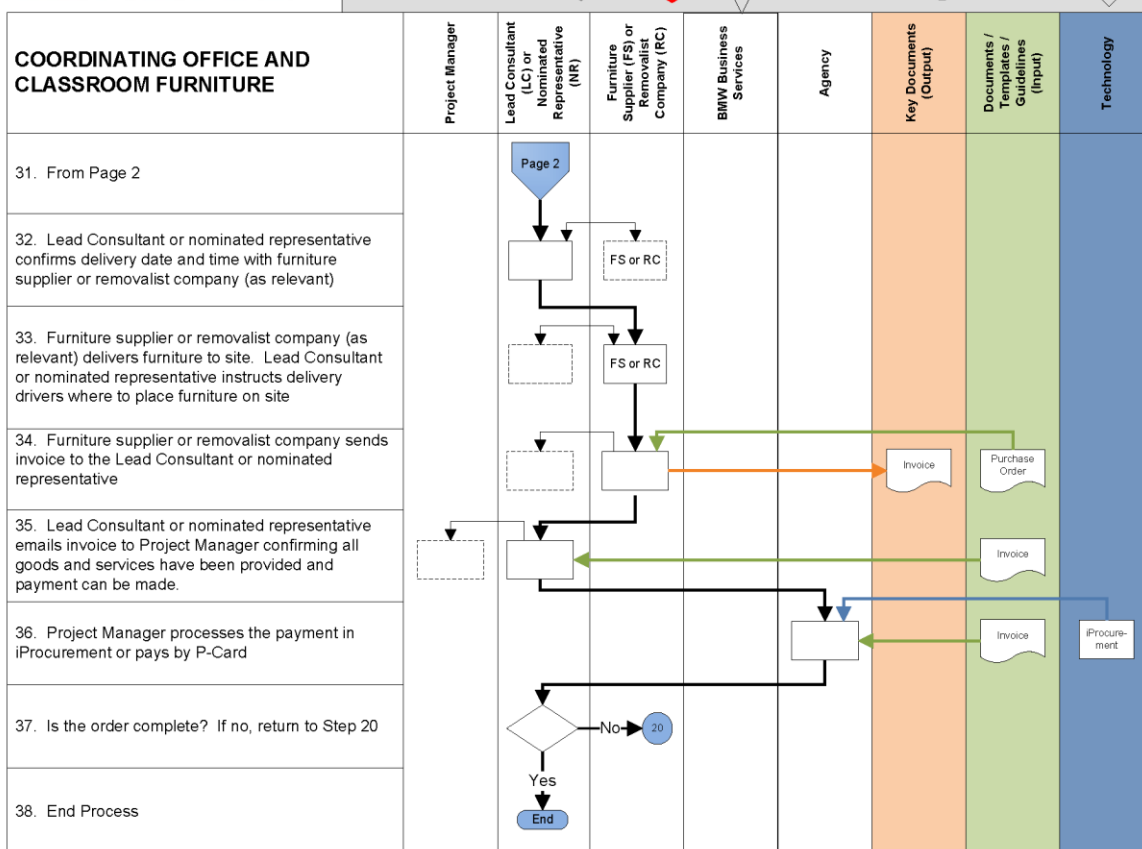 COORDINATING OFFICE AND
CLASSROOM FURNITURE
Project Manager
Lead Consultant
(LC) or
Nominated
Representative
(NR)
Furniture
Supplier (FS) or
Removalist
Company (RC)
BMW Business
Services
Agency
Key Documents
(Output)
Documents /
Templates /
Guidelines
(Input)
Technology
31.  From Page 2
Page 2
32.  Lead Consultant or nominated representative
confirms delivery date and time with furniture
supplier or removalist company (as relevant)
FS or RC
33.  Furniture supplier or removalist company (as
relevant) delivers furniture to site.  Lead Consultant
or nominated representative instructs delivery
drivers where to place furniture on site
FS or RC
34.  Furniture supplier or removalist company sends
invoice to the Lead Consultant or nominated
representative
Invoice
Purchase
Order
35.  Lead Consultant or nominated representative
emails invoice to Project Manager confirming all
goods and services have been provided and
payment can be made.
Invoice
36.  Project Manager processes the payment in
iProcurement or pays by P-Card
Invoice
iProcure-
ment
37.  Is the order complete?  If no, return to Step 20
No
20
Yes
38.  End Process
End